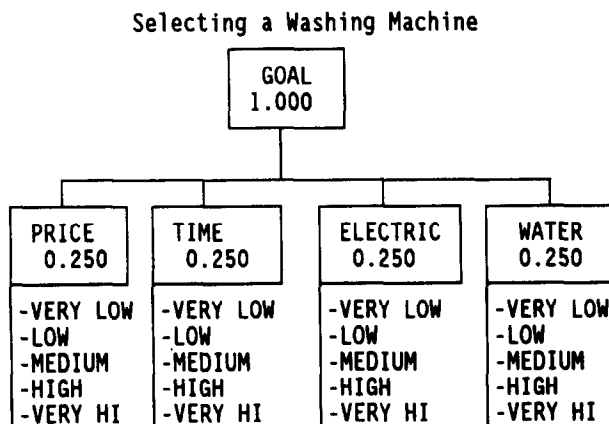 Selecting a Washing Machine
GOAL
1.000
PRICE
0.250
TIME
0.250
ELECTRIC
0.250
WATER
0.250
-VERY LOW
-LOW
-MEDIUM
-HIGH
-VERY HI
-VERY LOW
-LOW
-MEDIUM
-HIGH
-VERY HI
-VERY LOW
-LOW
-MEDIUM
-HIGH
-VERY HI
-VERY LOW
-LOW
-MEDIUM
-HIGH
-VERY HI